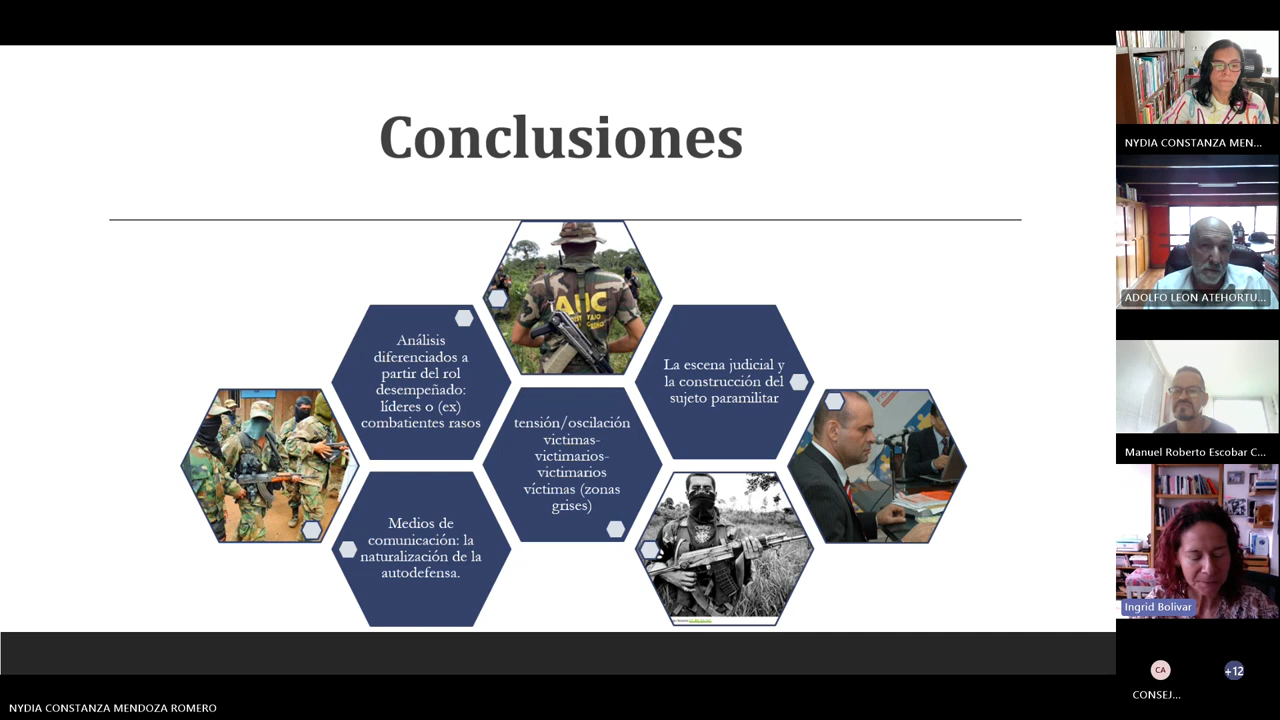 Conclusiones
AUC
Análisis
diferenciados a
partir del rol
desempeñado:
líderes o (ex)
combatientes rasos
La escena judicial y
la construcción del
sujeto paramilitar
tensión/oscilación
victimas-
victimarios-
victimarios
víctimas (zonas
grises)
Medios de
comunicación: la
naturalización de la
autodefensa.
NYDIA CONSTANZA MEN...
ADOLFO LEON ATEHORTU...
Manuel Roberto Escobar C...
Ingrid Bolivar
CA
+12
CONSEJ...
NYDIA CONSTANZA MENDOZA ROMERO